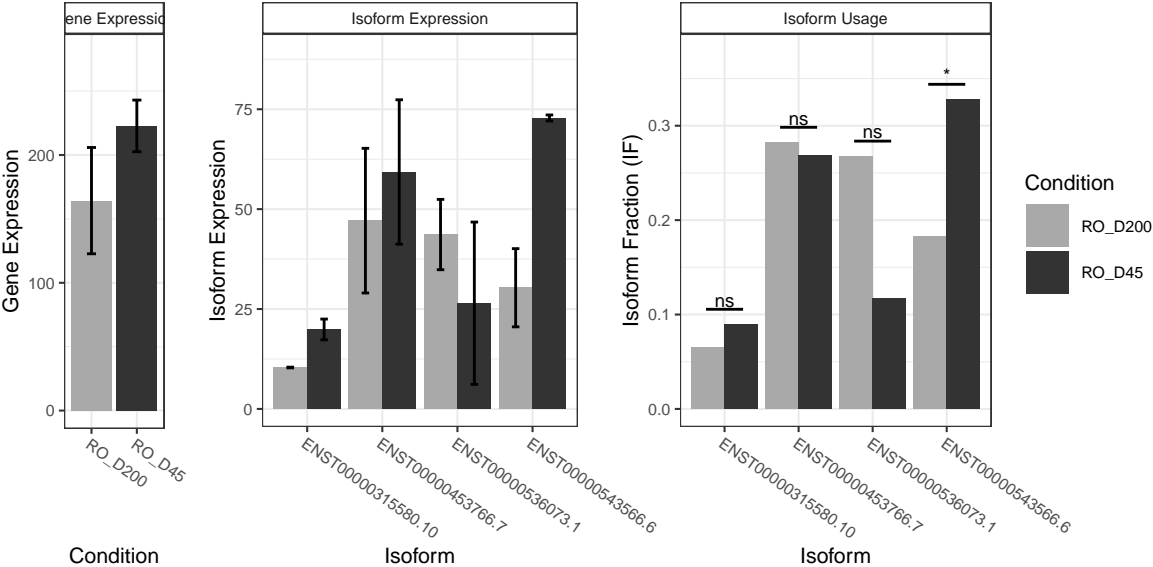 ene Expressio
Gene Expression
200
100
0
RO_D200
RO_D45
Condition
Isoform Expression
Isoform Expression
75
50
25
0
ENST00000315580.10
ENST00000453766.7
ENST00000536073.1
ENST00000543566.6
Isoform
Isoform Usage
Isoform Fraction (IF)
0.3
0.2
0.1
0.0
ns
ns
ns
*
ENST00000315580.10
ENST00000453766.7
ENST00000536073.1
ENST00000543566.6
Isoform
Condition
RO_D200
RO_D45